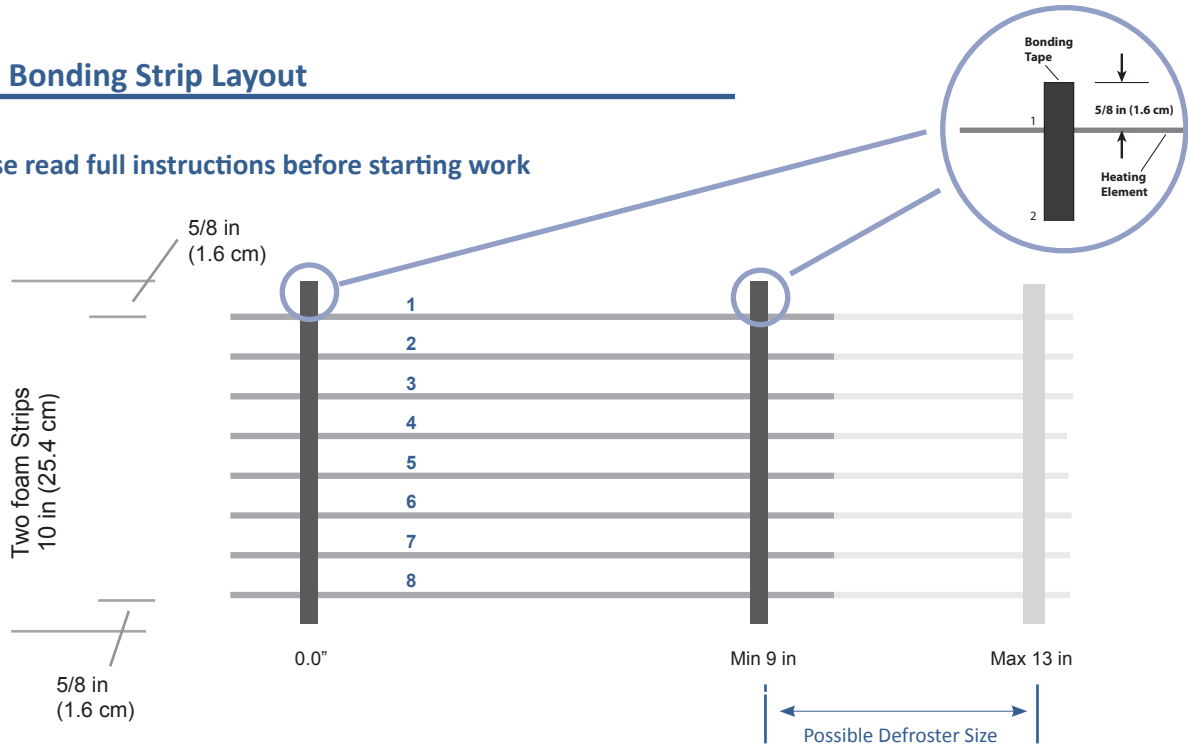 Bonding Strip Layout
se read full instructions before starting work
Bonding
Tape
5/8 in (1.6 cm)
1
Heating
Element
2
5/8 in
(1.6 cm)
Two foam Strips
10 in (25.4 cm)
1
2
3
4
5
6
7
8
5/8 in
(1.6 cm)
0.0”
Min 9 in
Max 13 in
Possible Defroster Size